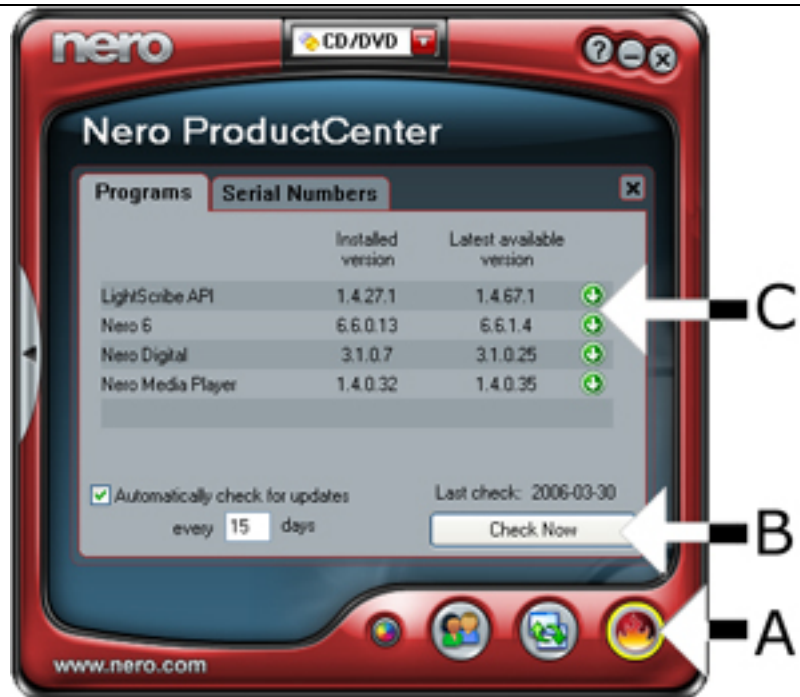 nero
CD/DVD
?
Nero ProductCenter
Programs Serial Numbers
Installed version Latest available version
LightScribe API 1.4.27.1 1.4.67.1
Nero 6 6.6.0.13 6.6.1.4
Nero Digital 3.1.0.7 3.1.0.25
Nero Media Player 1.4.0.32 1.4.0.35
C
Automatically check for updates Last check: 2006-03-30
every 15 days Check Now
B
A
www.nero.com